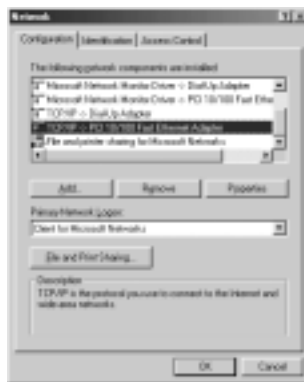 Network
Configuration Identification Access Control
The following network components are installed:
Microsoft Network Monitor Driver -> Dial-Up Adapter
Microsoft Network Monitor Driver -> PCI 10/100 Fast Ethe
TCP/IP -> Dial-Up Adapter
TCP/IP -> PCI 10/100 Fast Ethernet Adapter
File and printer sharing for Microsoft Networks
Add... Remove Properties
Primary Network Logon:
Client for Microsoft Networks
File and Print Sharing...
Description
TCP/IP is the protocol you use to connect to the Internet and
wide-area networks.
OK Cancel